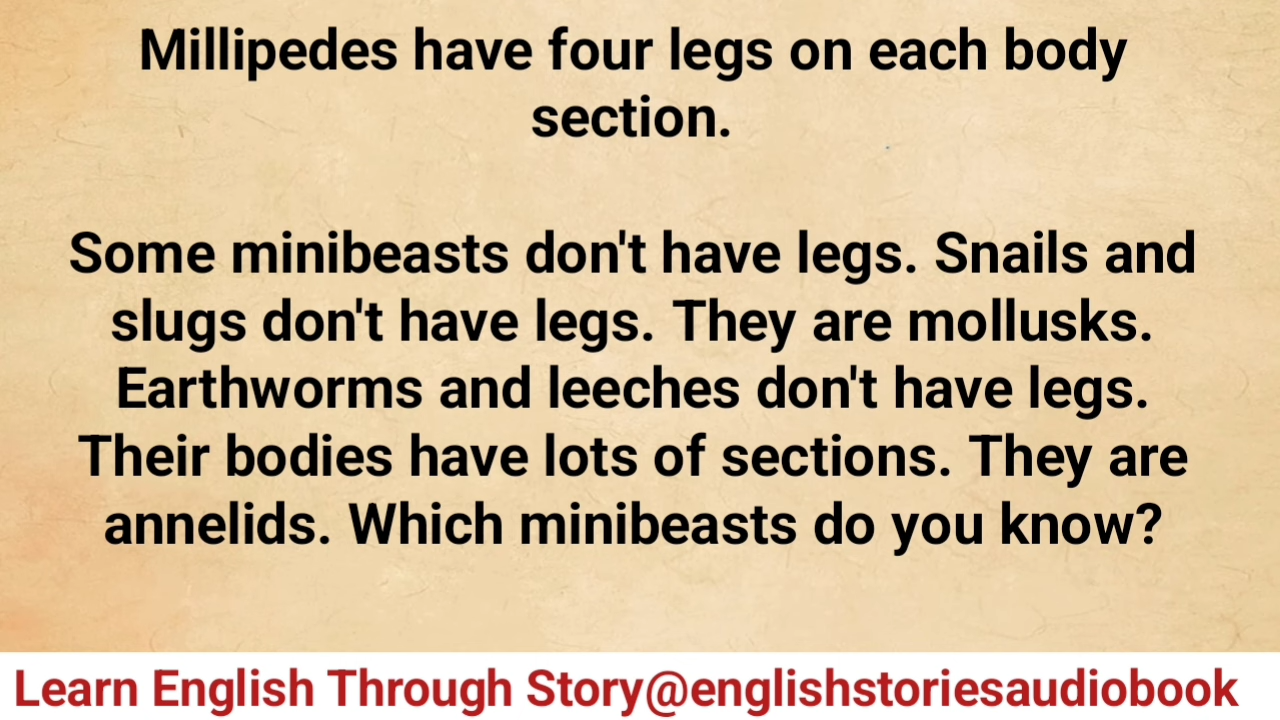 Millipedes have four legs on each body
section.
Some minibeasts don't have legs. Snails and
slugs don't have legs. They are mollusks.
Earthworms and leeches don't have legs.
Their bodies have lots of sections. They are
annelids. Which minibeasts do you know?
Learn English Through Story@englishstoriesaudiobook